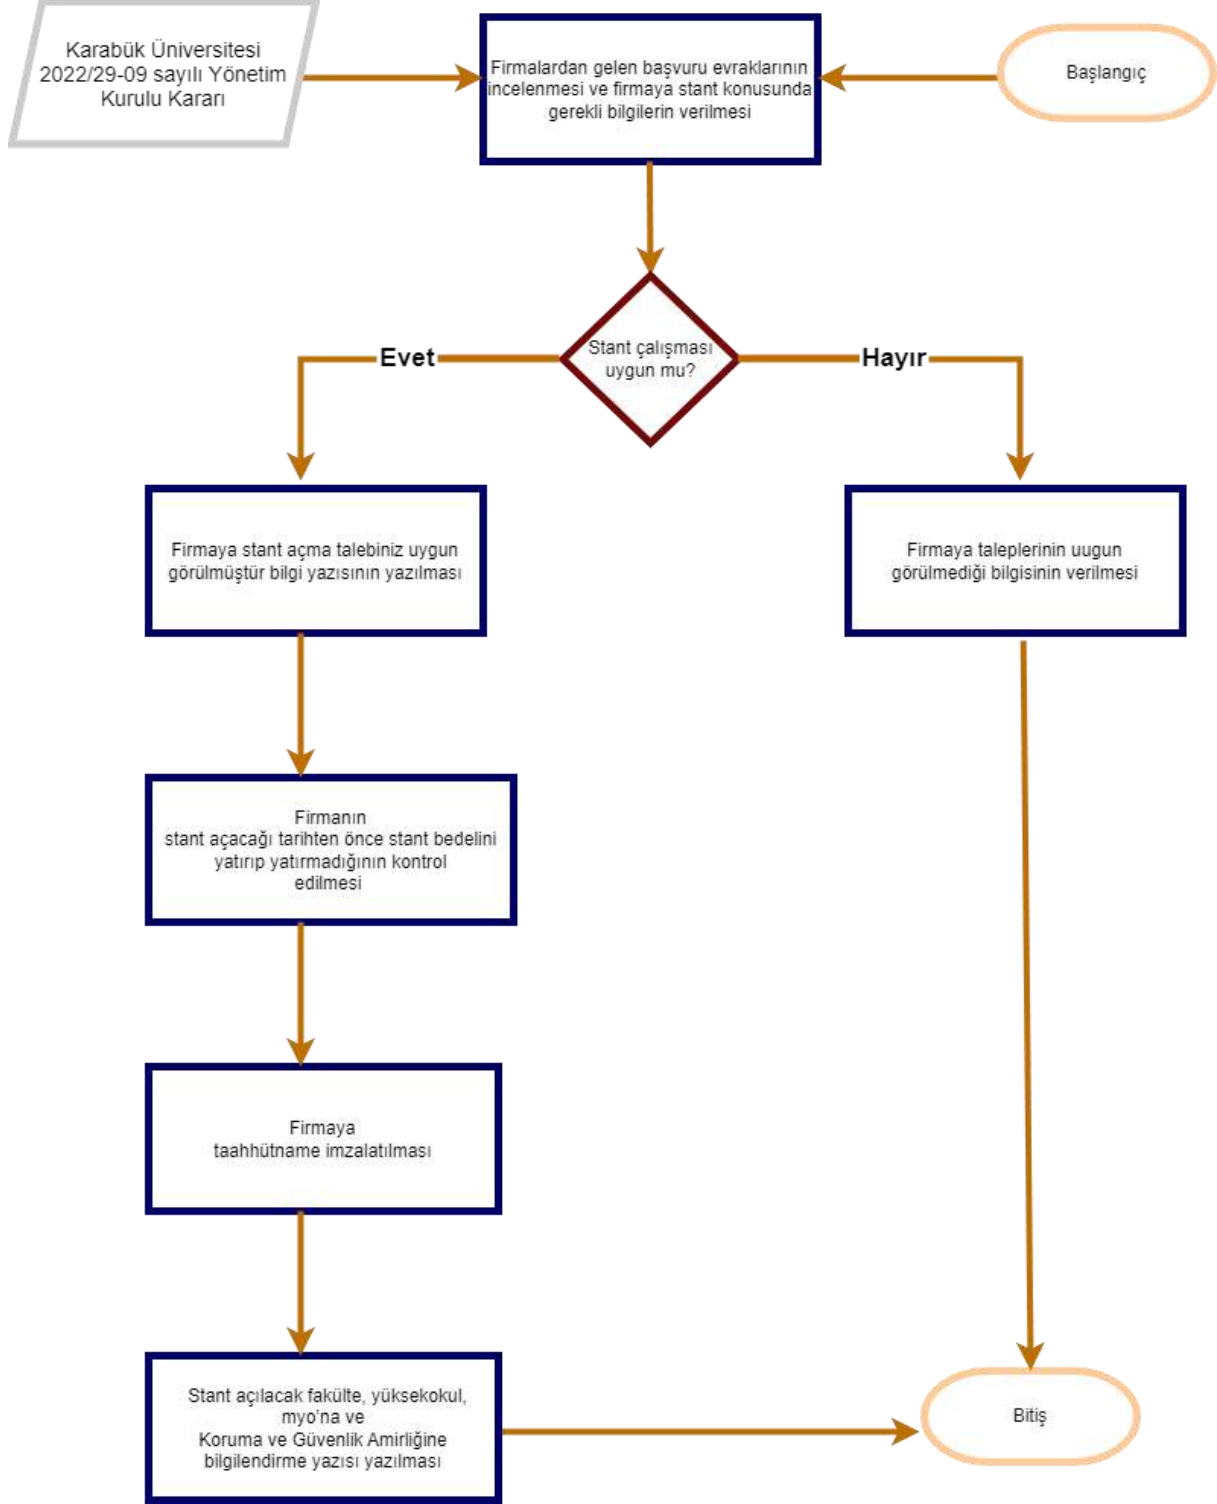 Karabük Üniversitesi
2022/29-09 sayılı Yönetim
Kurulu Kararı
Firmalardan gelen başvuru evraklarının
incelenmesi ve firmaya stant konusunda
gerekli bilgilerin verilmesi
Başlangıç
Stant çalışması
uygun mu?
Evet
Hayır
Firmaya stant açma talebiniz uygun
görülmüştür bilgi yazısının yazılması
Firmaya taleplerinin uugun
görülmediği bilgisinin verilmesi
Firmanın
stant açacağı tarihten önce stant bedelini
yatırıp yatırmadığının kontrol
edilmesi
Firmaya
taahhütname imzalatılması
Stant açılacak fakülte, yüksekokul,
myo'na ve
Koruma ve Güvenlik Amirliğine
bilgilendirme yazısı yazılması
Bitiş